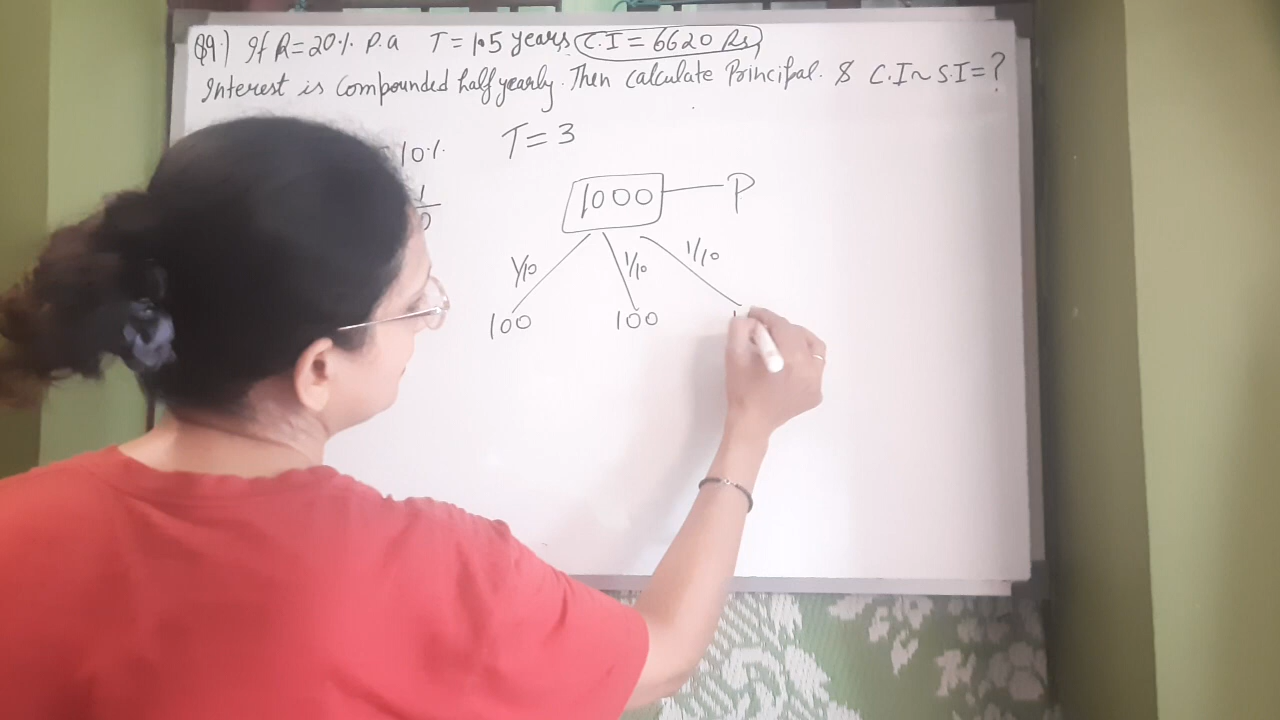 Q9.) If R=20% P.a T=1.5 years C.I=6620 Rs
Interest is compounded half yearly. Then calculate Principal. & C.I~S.I=?
10% T=3
1000 P
1/10 1/10 1/10
100 100